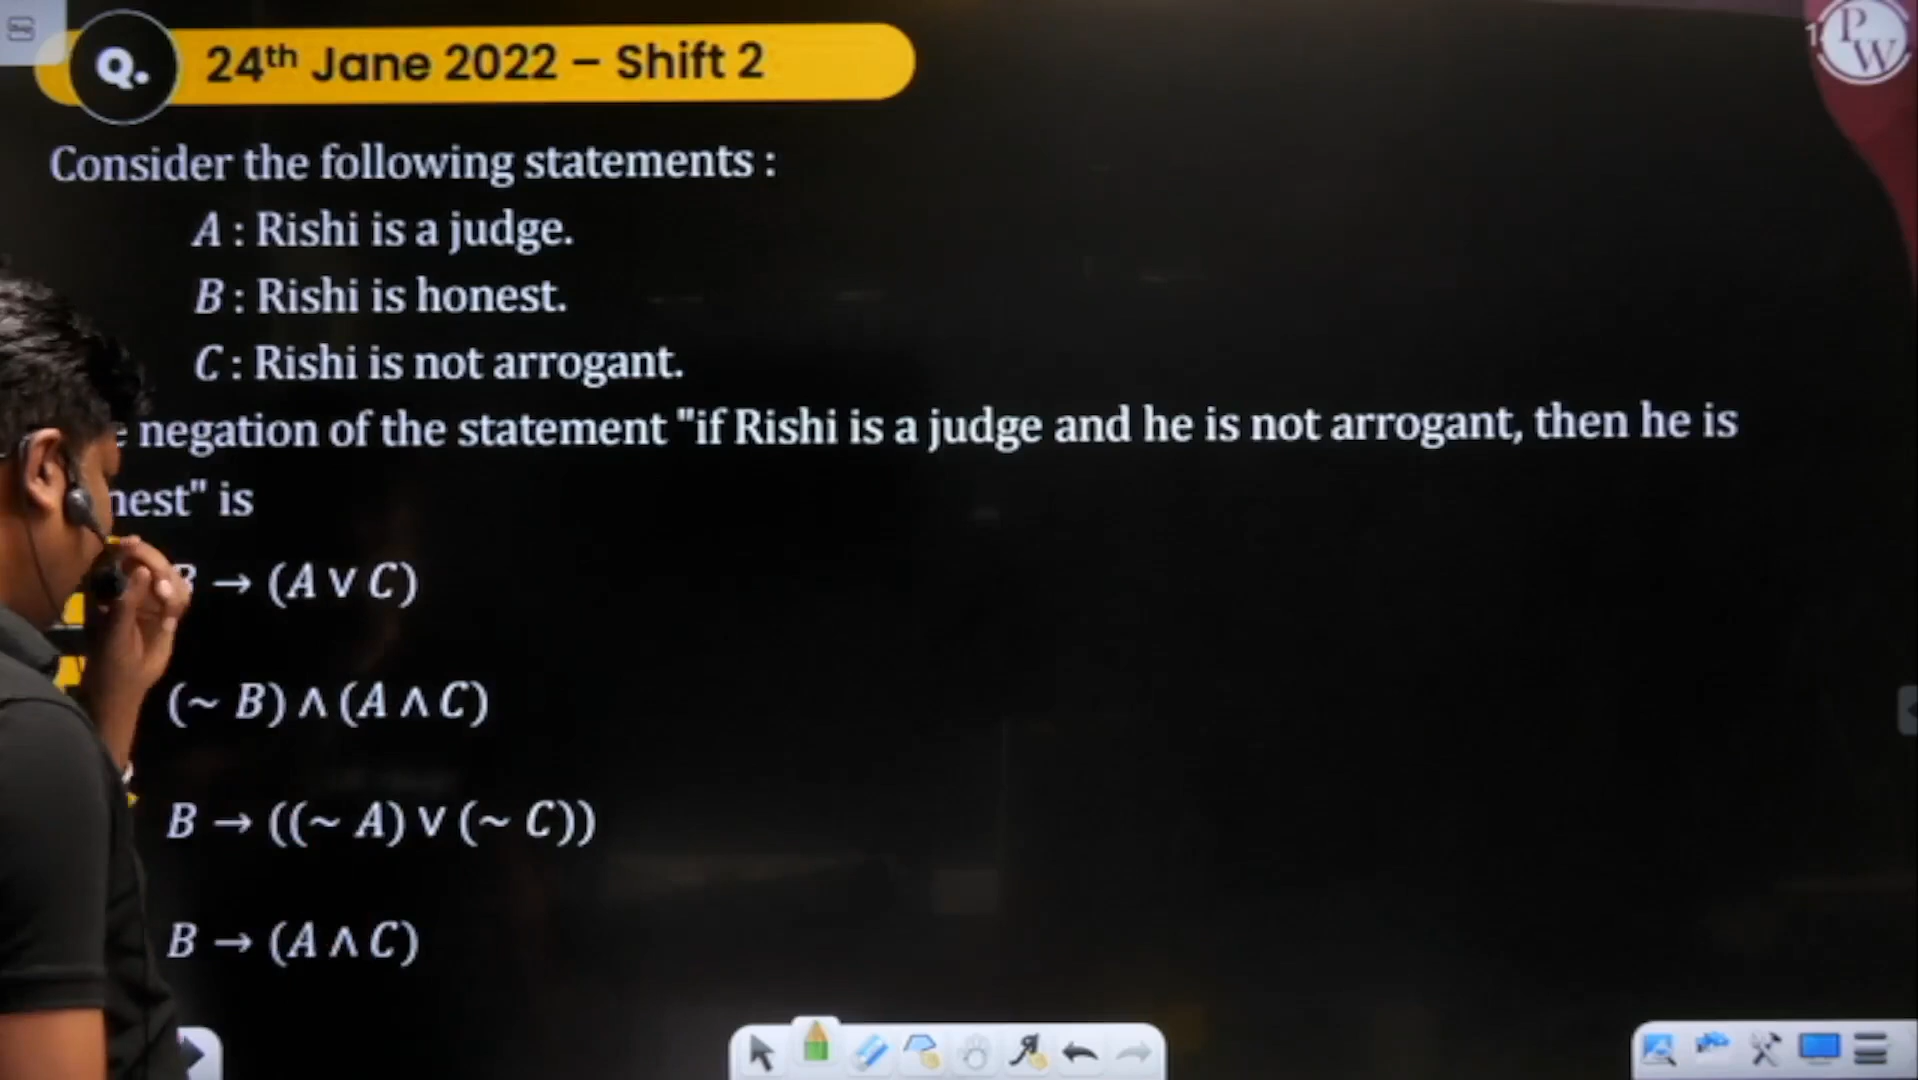 Q. 24th Jane 2022 – Shift 2
Consider the following statements :
A : Rishi is a judge.
B : Rishi is honest.
C : Rishi is not arrogant.
negation of the statement "if Rishi is a judge and he is not arrogant, then he is
nest" is
B → (A ∨ C)
(~ B) ∧ (A ∧ C)
B → ((~ A) ∨ (~ C))
B → (A ∧ C)
PW